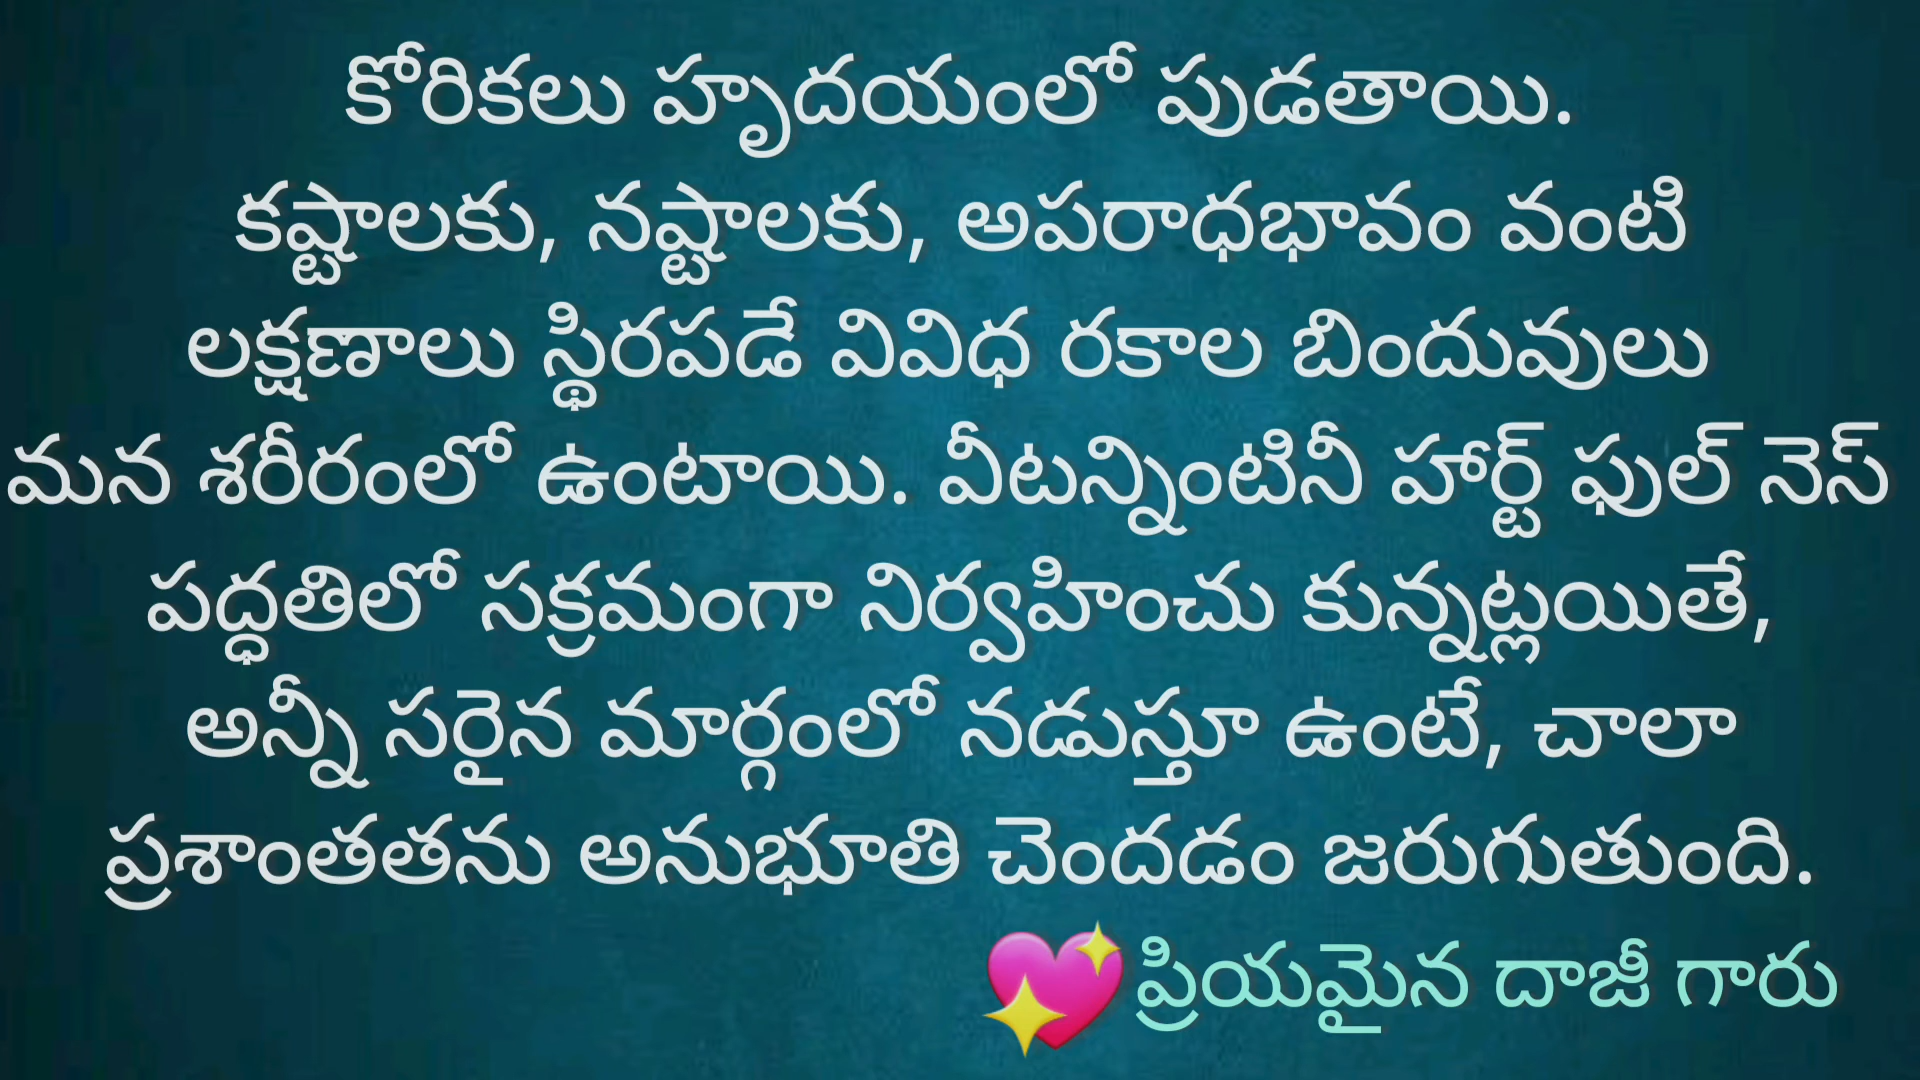 కోరికలు హృదయంలో పుడతాయి.
కష్టాలకు, నష్టాలకు, అపరాధభావం వంటి
లక్షణాలు స్థిరపడే వివిధ రకాల బిందువులు
మన శరీరంలో ఉంటాయి. వీటన్నింటినీ హార్ట్ ఫుల్ నెస్
పద్ధతిలో సక్రమంగా నిర్వహించు కున్నట్లయితే,
అన్నీ సరైన మార్గంలో నడుస్తూ ఉంటే, చాలా
ప్రశాంతతను అనుభూతి చెందడం జరుగుతుంది.
💖ప్రియమైన దాజీ గారు